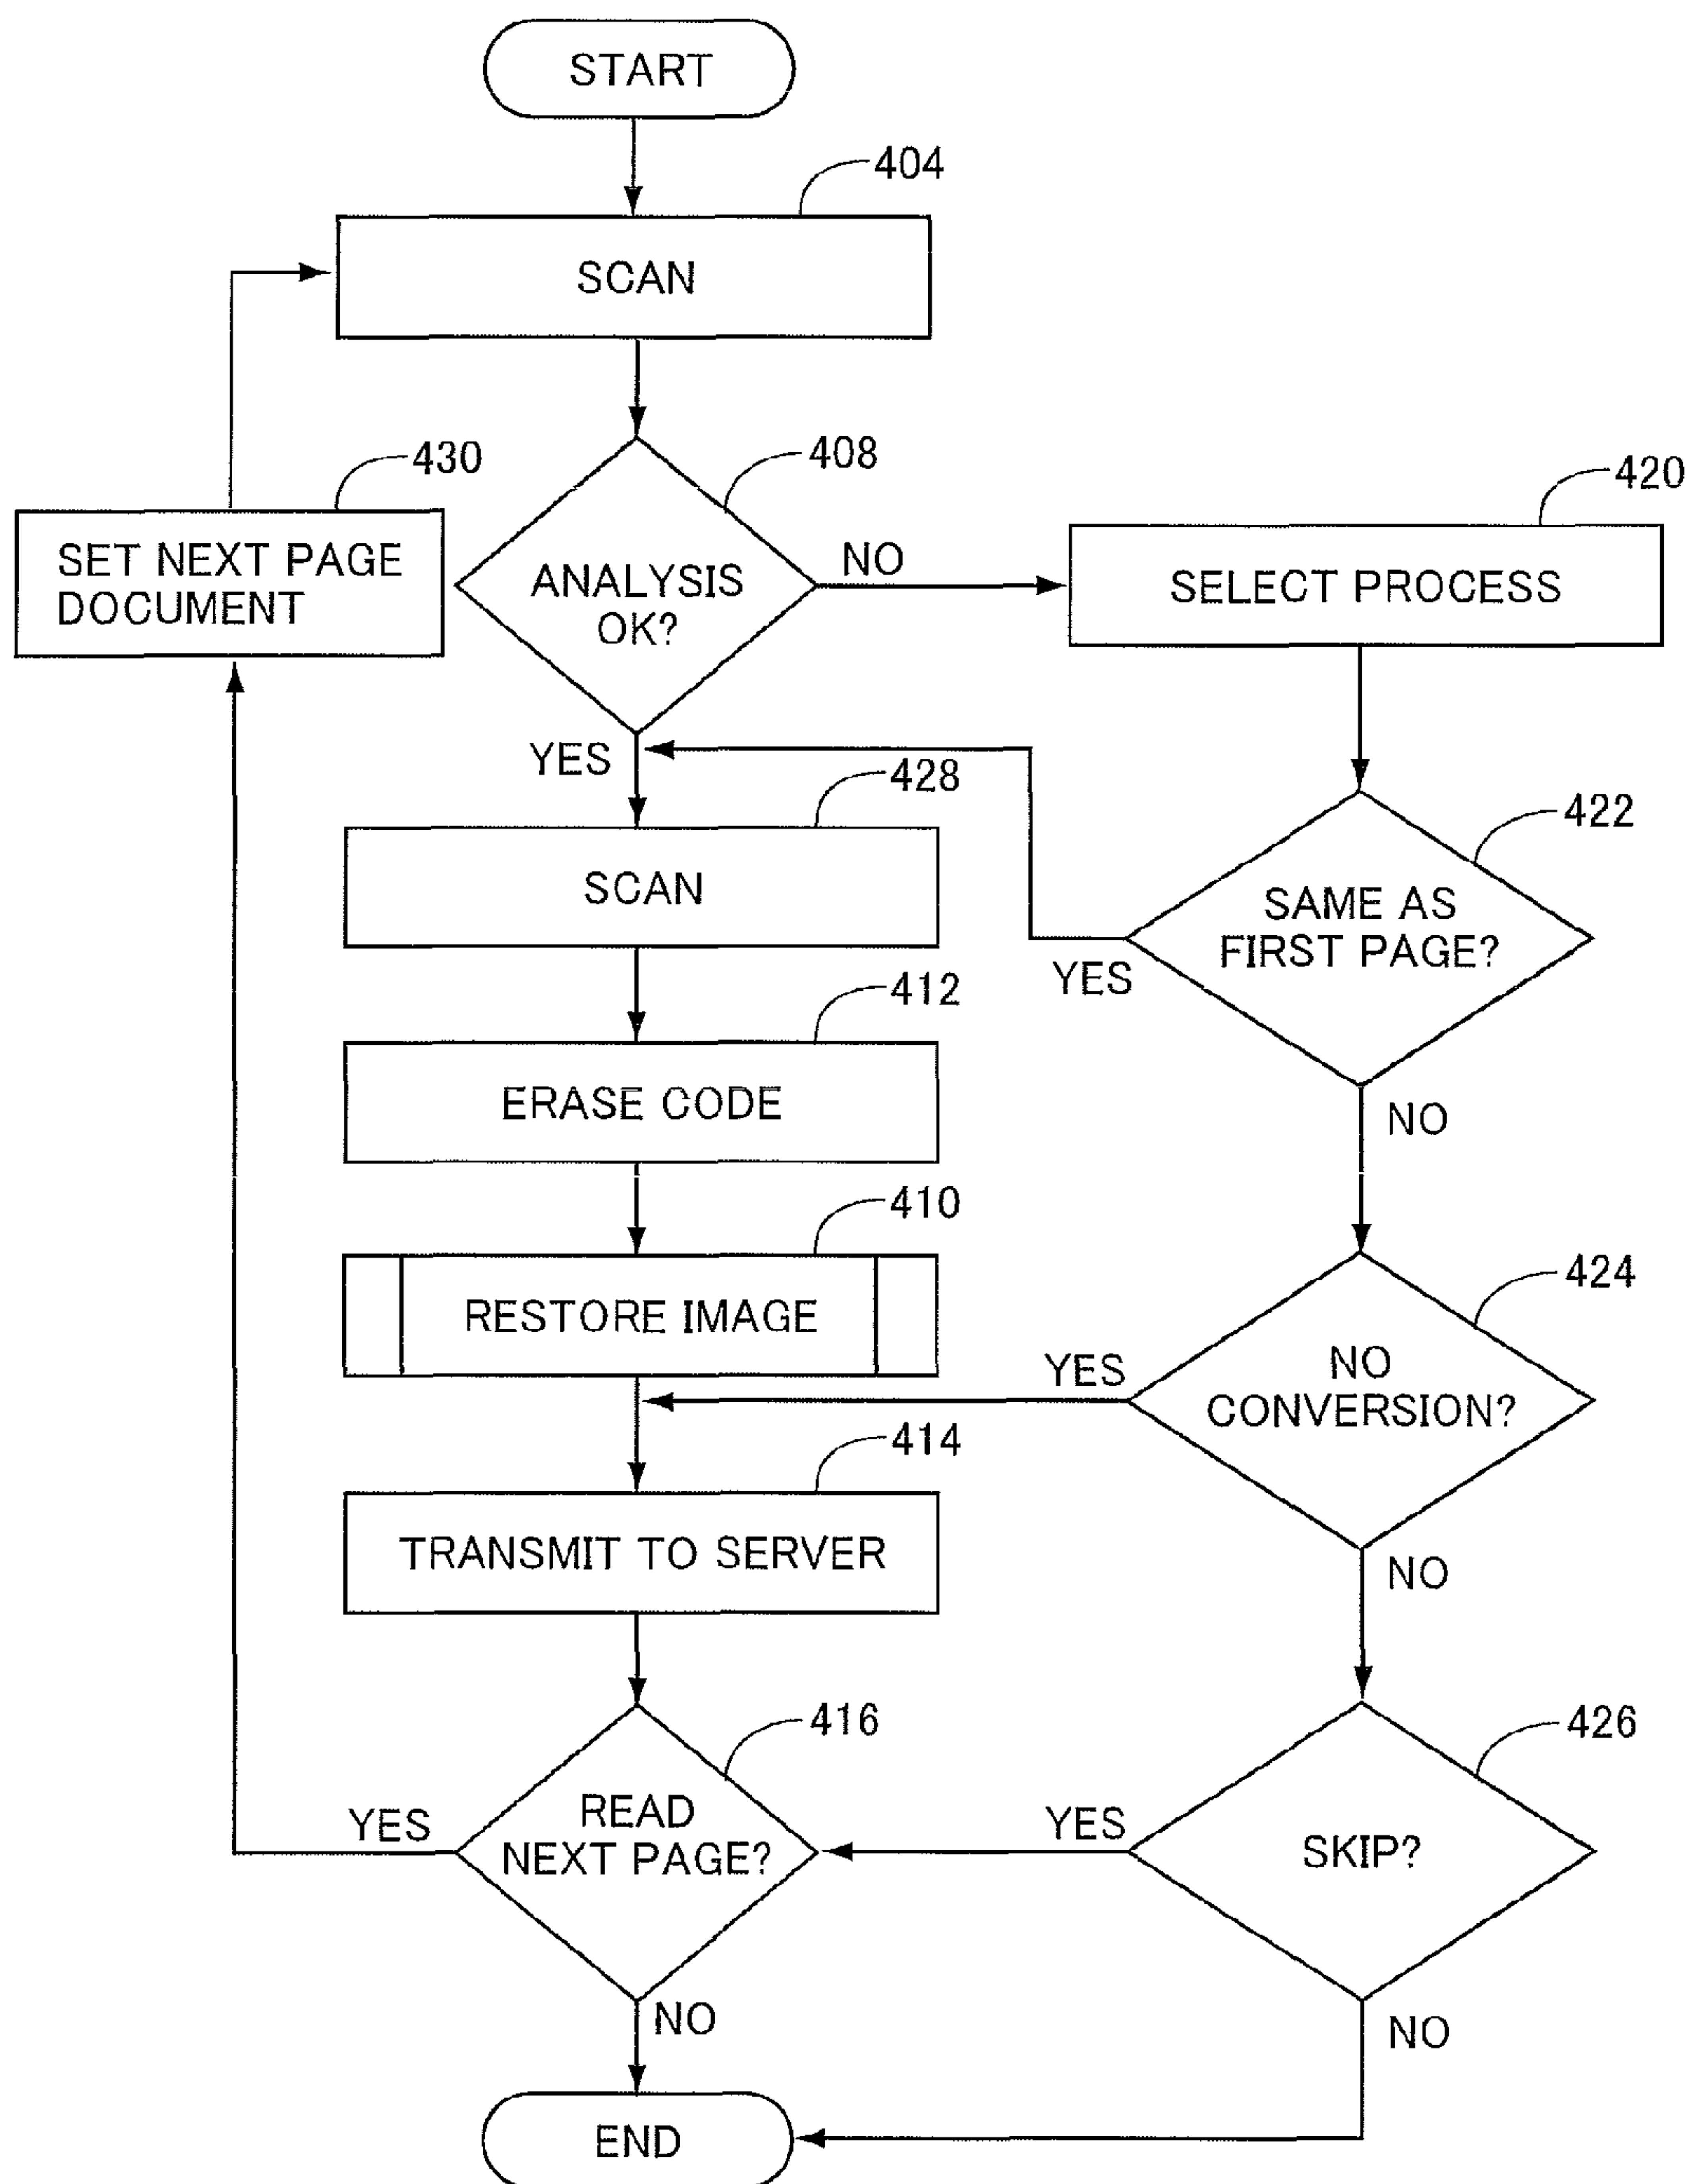 START
404
SCAN
430
408
420
SET NEXT PAGE
DOCUMENT
ANALYSIS
OK?
NO
SELECT PROCESS
YES
428
422
SCAN
SAME AS
FIRST PAGE?
YES
412
ERASE CODE
NO
410
RESTORE IMAGE
424
YES
NO
CONVERSION?
414
TRANSMIT TO SERVER
NO
416
426
READ
NEXT PAGE?
YES
YES
SKIP?
NO
NO
END